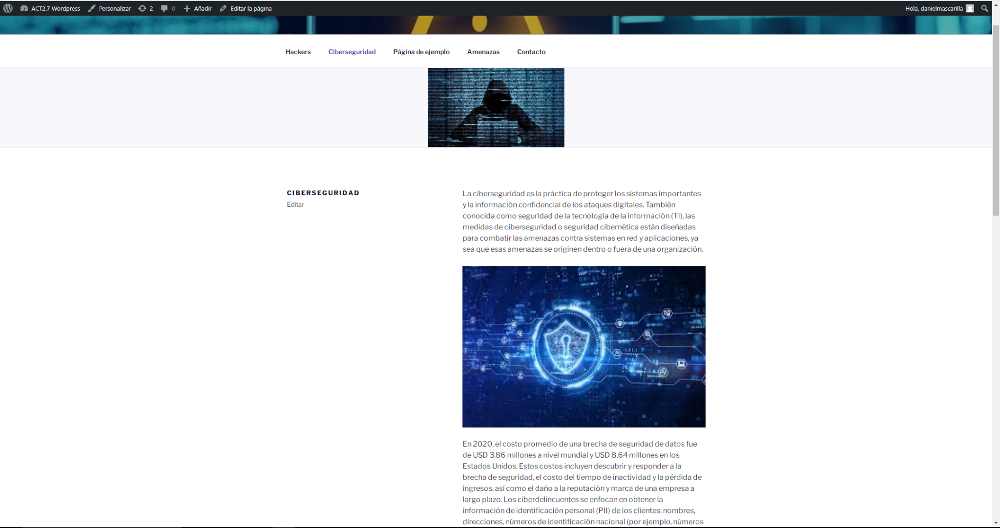 ACT2.7 Wordpress Personalizar 2 0 Añadir Editar la página Hola, danielmascarilla
Hackers Ciberseguridad Página de ejemplo Amenazas Contacto
CIBERSEGURIDAD
Editar
La ciberseguridad es la práctica de proteger los sistemas importantes
y la información confidencial de los ataques digitales. También
conocida como seguridad de la tecnología de la información (TI), las
medidas de ciberseguridad o seguridad cibernética están diseñadas
para combatir las amenazas contra sistemas en red y aplicaciones, ya
sea que esas amenazas se originen dentro o fuera de una organización.
En 2020, el costo promedio de una brecha de seguridad de datos fue
de USD 3.86 millones a nivel mundial y USD 8.64 millones en los
Estados Unidos. Estos costos incluyen descubrir y responder a la
brecha de seguridad, el costo del tiempo de inactividad y la pérdida de
ingresos, así como el daño a la reputación y marca de una empresa a
largo plazo. Los ciberdelincuentes se enfocan en obtener la
información de identificación personal (PII) de los clientes: nombres,
direcciones, números de identificación nacional (por ejemplo, números